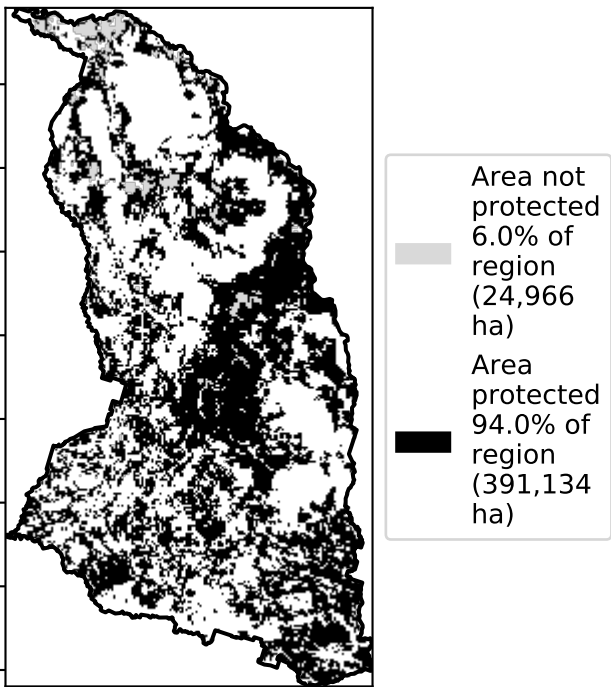 Area not
protected
6.0% of
region
(24,966
ha)
Area
protected
94.0% of
region
(391,134
ha)